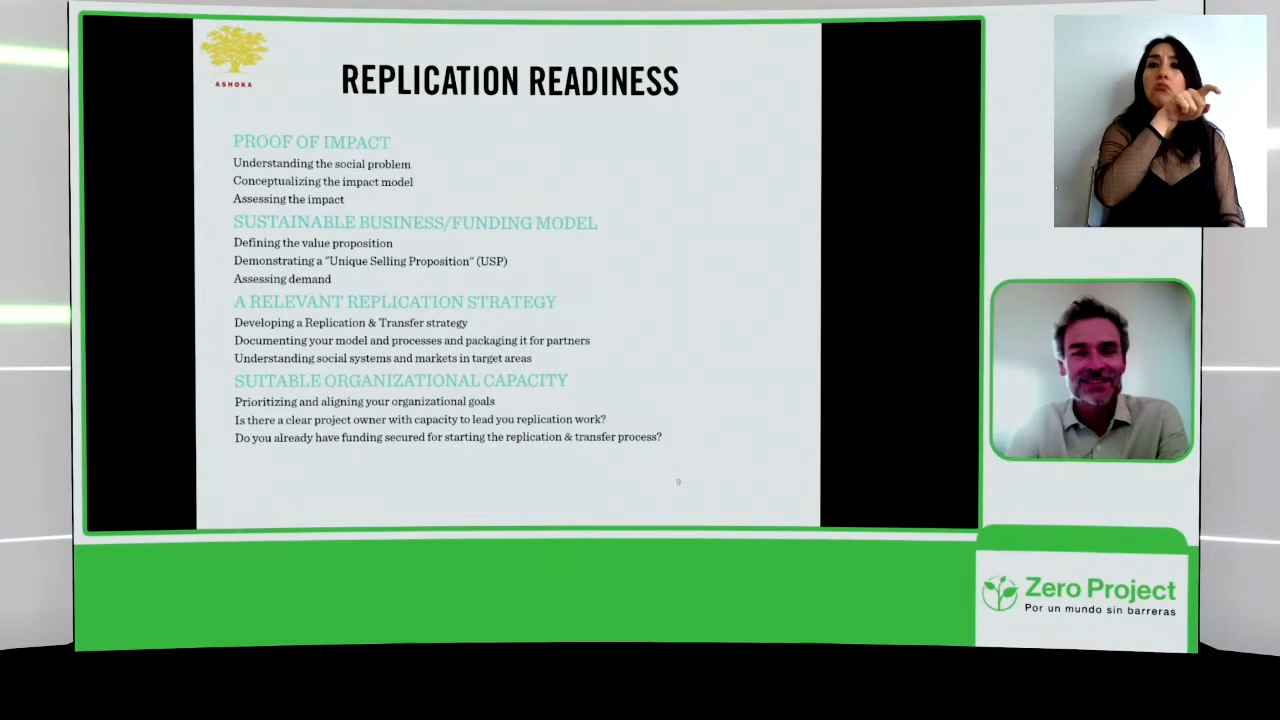 ASHOKA
REPLICATION READINESS
PROOF OF IMPACT
Understanding the social problem
Conceptualizing the impact model
Assessing the impact
SUSTAINABLE BUSINESS/FUNDING MODEL
Defining the value proposition
Demonstrating a "Unique Selling Proposition" (USP)
Assessing demand
A RELEVANT REPLICATION STRATEGY
Developing a Replication & Transfer strategy
Documenting your model and processes and packaging it for partners
Understanding social systems and markets in target areas
SUITABLE ORGANIZATIONAL CAPACITY
Prioritizing and aligning your organizational goals
Is there a clear project owner with capacity to lead you replication work?
Do you already have funding secured for starting the replication & transfer process?
9
Zero Project
Por un mundo sin barreras